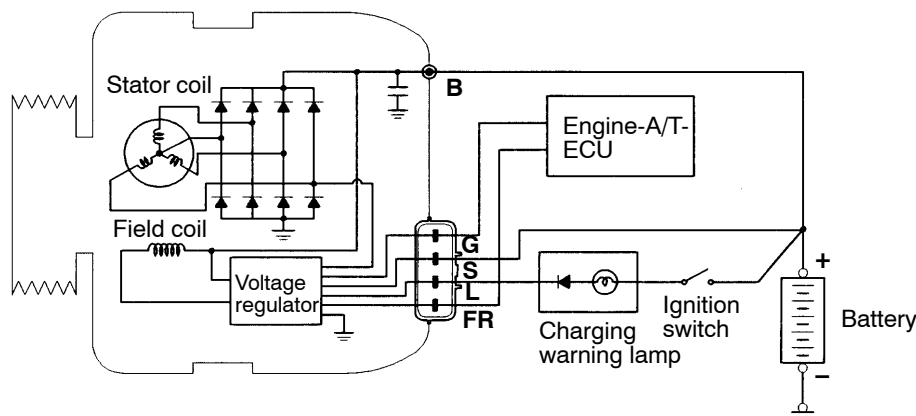 Stator coil
B
Engine-A/T-
ECU
Field coil
G
S
L
FR
Voltage
regulator
Charging
warning lamp
Ignition
switch
+
Battery
−